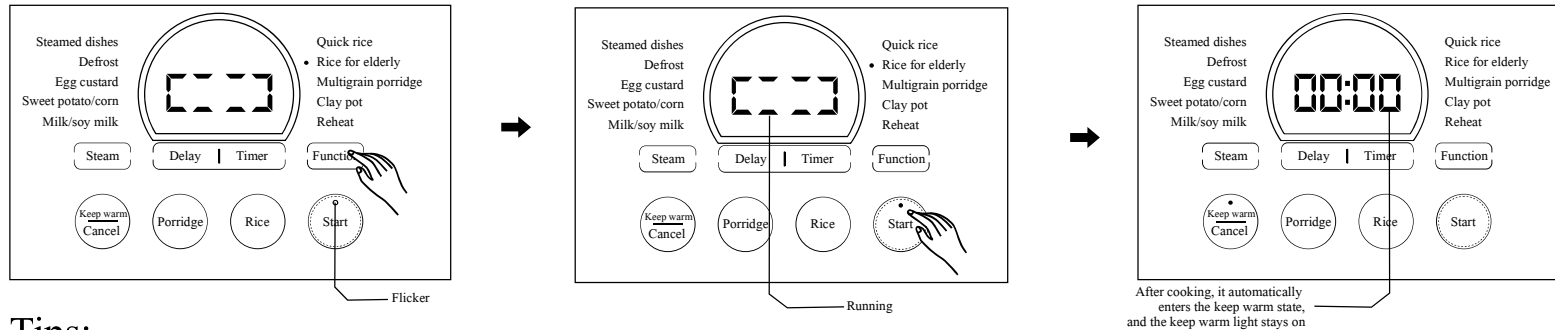 Steamed dishes
Defrost
Egg custard
Sweet potato/corn
Milk/soy milk
Quick rice
Rice for elderly
Multigrain porridge
Clay pot
Reheat
Steam
Delay | Timer
Function
Keep warm
Cancel
Porridge
Rice
Start
Flicker
Steamed dishes
Defrost
Egg custard
Sweet potato/corn
Milk/soy milk
Quick rice
Rice for elderly
Multigrain porridge
Clay pot
Reheat
Steam
Delay | Timer
Function
Keep warm
Cancel
Porridge
Rice
Start
Running
Steamed dishes
Defrost
Egg custard
Sweet potato/corn
Milk/soy milk
00:00
Quick rice
Rice for elderly
Multigrain porridge
Clay pot
Reheat
Steam
Delay | Timer
Function
Keep warm
Cancel
Porridge
Rice
Start
After cooking, it automatically
enters the keep warm state,
and the keep warm light stays on
Tips: